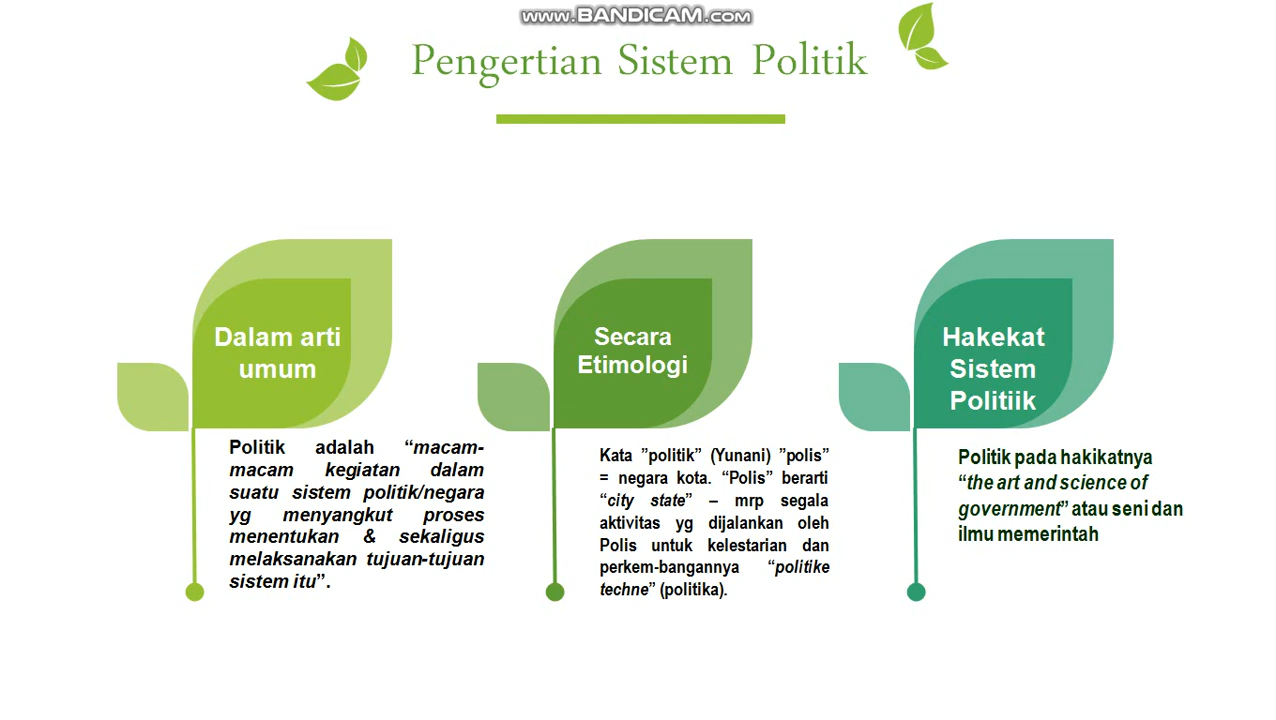 www.BANDICAM.com
Pengertian Sistem Politik
Dalam arti
umum
Politik adalah “macam-
macam kegiatan dalam
suatu sistem politik/negara
yg menyangkut proses
menentukan & sekaligus
melaksanakan tujuan-tujuan
sistem itu”.
Secara
Etimologi
Kata ”politik” (Yunani) ”polis”
= negara kota. “Polis” berarti
“city state” – mrp segala
aktivitas yg dijalankan oleh
Polis untuk kelestarian dan
perkem-bangannya “politike
techne” (politika).
Hakekat
Sistem
Politiik
Politik pada hakikatnya
“the art and science of
government” atau seni dan
ilmu memerintah